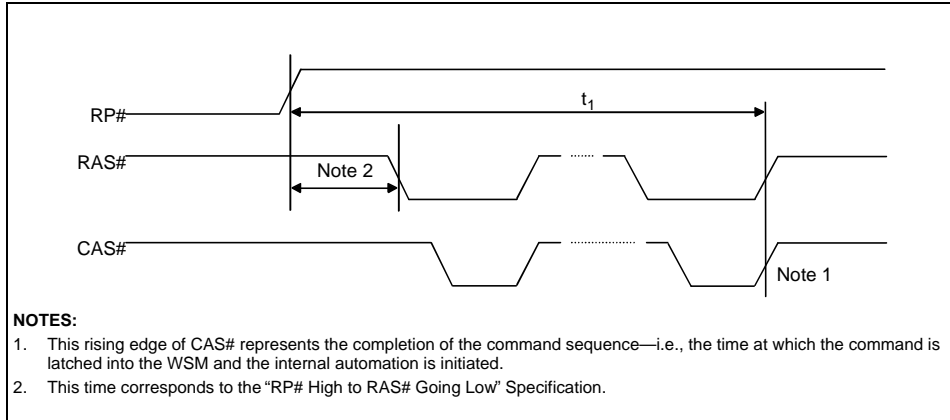 RP#
t1
RAS#
Note 2
CAS#
Note 1
NOTES:
1. This rising edge of CAS# represents the completion of the command sequence—i.e., the time at which the command is
latched into the WSM and the internal automation is initiated.
2. This time corresponds to the “RP# High to RAS# Going Low” Specification.